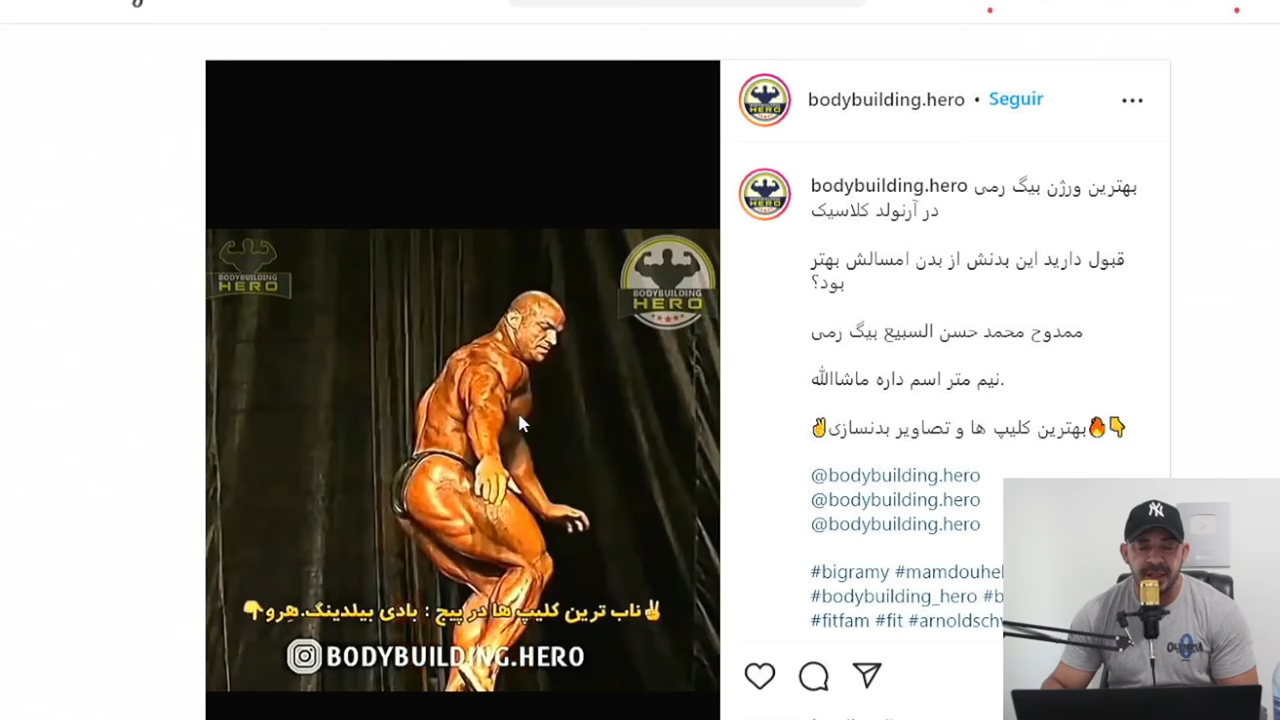 bodybuilding.hero • Seguir
bodybuilding.hero بهترین ورژن بیگ رمی
در آرنولد کلاسیک
قبول دارید این بدنش از بدن امسالش بهتر
بود؟
ممدوح محمد حسن السبیع بیگ رمی
نیم متر اسم داره ماشاالله.
👇🔥بهترین کلیپ ها و تصاویر بدنسازی✌
@bodybuilding.hero
@bodybuilding.hero
@bodybuilding.hero
#bigramy
#bodybuilding_hero
#fitfam #fit
BODYBUILDING
HERO
BODYBUILDING
HERO
✌ناب ترین کلیپ ها در پیج : بادی بیلدینگ.هِرو👇
BODYBUILDING.HERO
NY
OLYMPIA